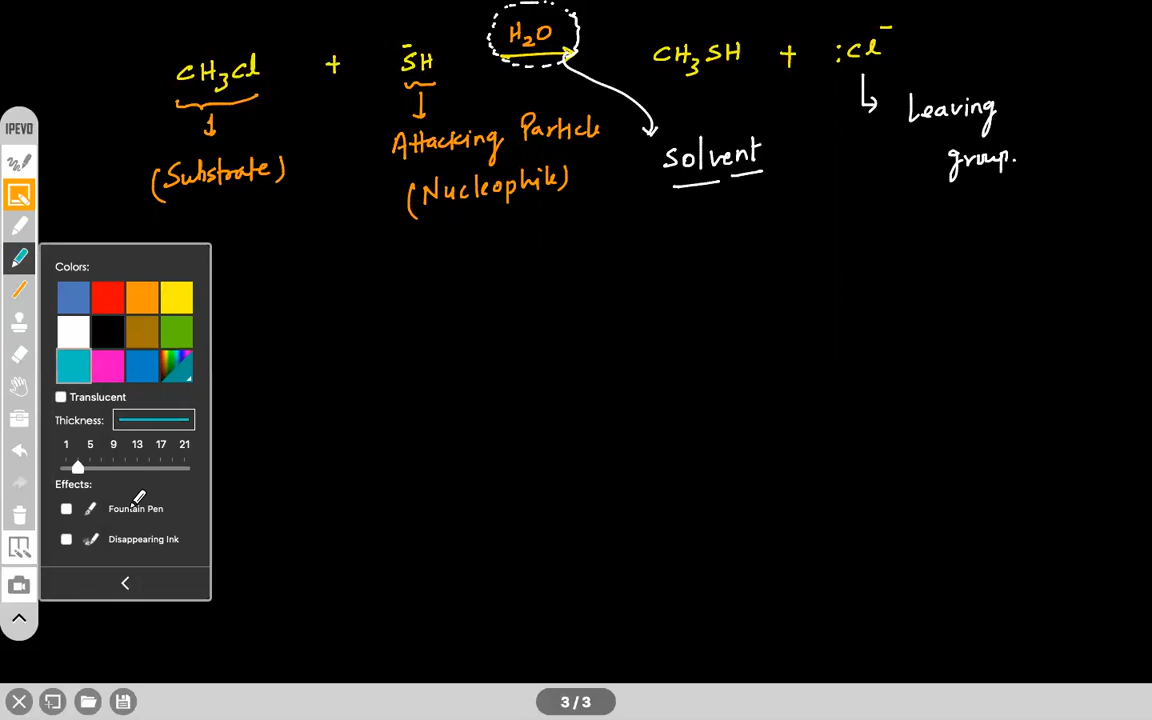 H₂O
CH₃Cl + S̄H → CH₃SH + :Cl⁻
Attacking Particle
Leaving
group.
(Substrate)
(Nucleophile)
Solvent
IPEVO
Colors:
Translucent
Thickness:
1 5 9 13 17 21
Effects:
Fountain Pen
Disappearing Ink
3 / 3